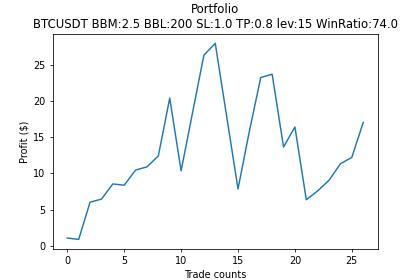 Portfolio
BTCUSDT BBM:2.5 BBL:200 SL:1.0 TP:0.8 lev:15 WinRatio:74.0
Profit ($)
25
20
15
10
5
0
0 5 10 15 20 25
Trade counts